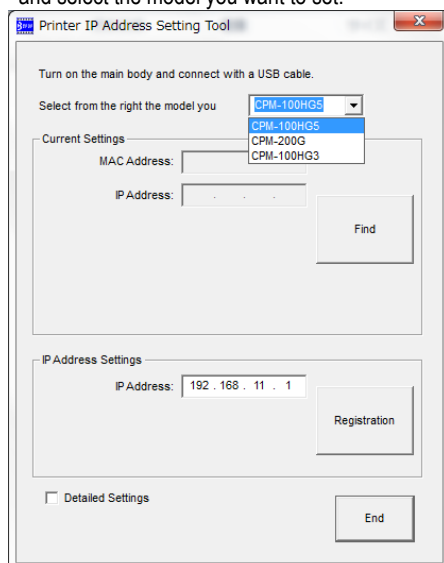 and select the model you want to set.
Printer IP Address Setting Tool
Turn on the main body and connect with a USB cable.
Select from the right the model you CPM-100HG5
CPM-100HG5
CPM-200G
CPM-100HG3
Current Settings
MAC Address:
IP Address: . . .
Find
IP Address Settings
IP Address: 192 . 168 . 11 . 1
Registration
Detailed Settings
End